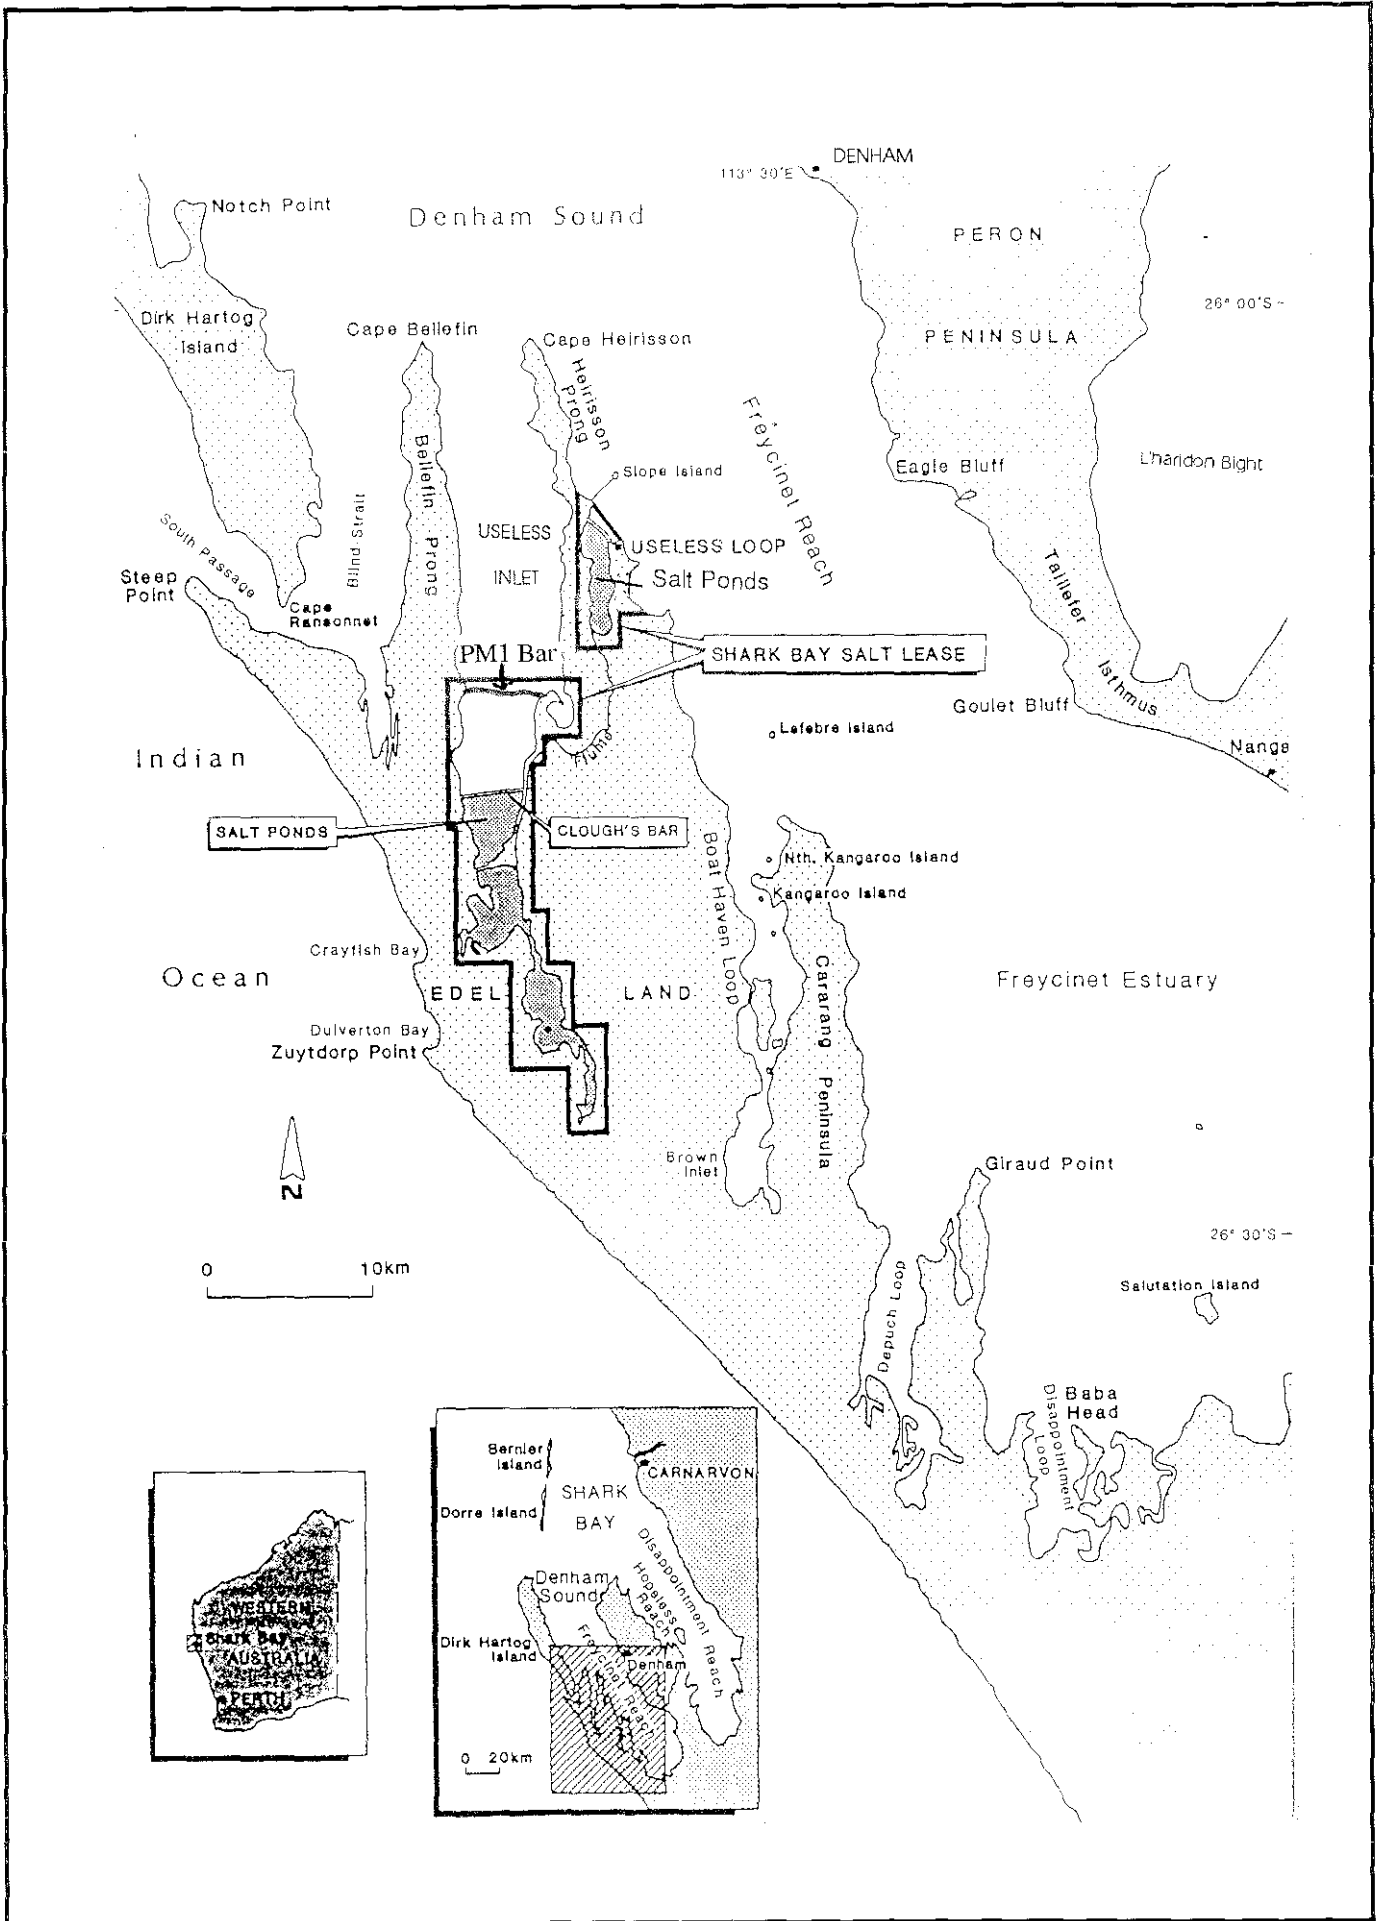 DENHAM
113° 30'E
Notch Point
Denham Sound
PERON
26° 00'S
Dirk Hartog
Island
Cape Bellefin
Cape Heirisson
PENINSULA
Heirisson
Prong
Freycinet Reach
Bellefin Prong
Eagle Bluff
L'haridon Bight
Slope Island
South Passage
Blind Strait
USELESS
INLET
USELESS LOOP
Salt Ponds
Steep
Point
Cape
Ransonnet
Taillefer
Isthmus
PM1 Bar
SHARK BAY SALT LEASE
Goulet Bluff
Lefebre Island
Flume
Nanga
Indian
SALT PONDS
CLOUGH'S BAR
Boat Haven Loop
Nth. Kangaroo Island
Kangaroo Island
Crayfish Bay
Ocean
EDEL LAND
Cararang Peninsula
Freycinet Estuary
Dulverton Bay
Zuytdorp Point
Brown
Inlet
Giraud Point
N
26° 30'S
0 10km
Depuch Loop
Salutation Island
Baba
Head
Disappointment
Loop
Bernier
Island
CARNARVON
Dorre Island
SHARK
BAY
Disappointment Reach
Hopeless
Reach
Denham
Sound
Dirk Hartog
Island
Freycinet Reach
Denham
0 20km
WESTERN
Shark Bay
AUSTRALIA
PERTH